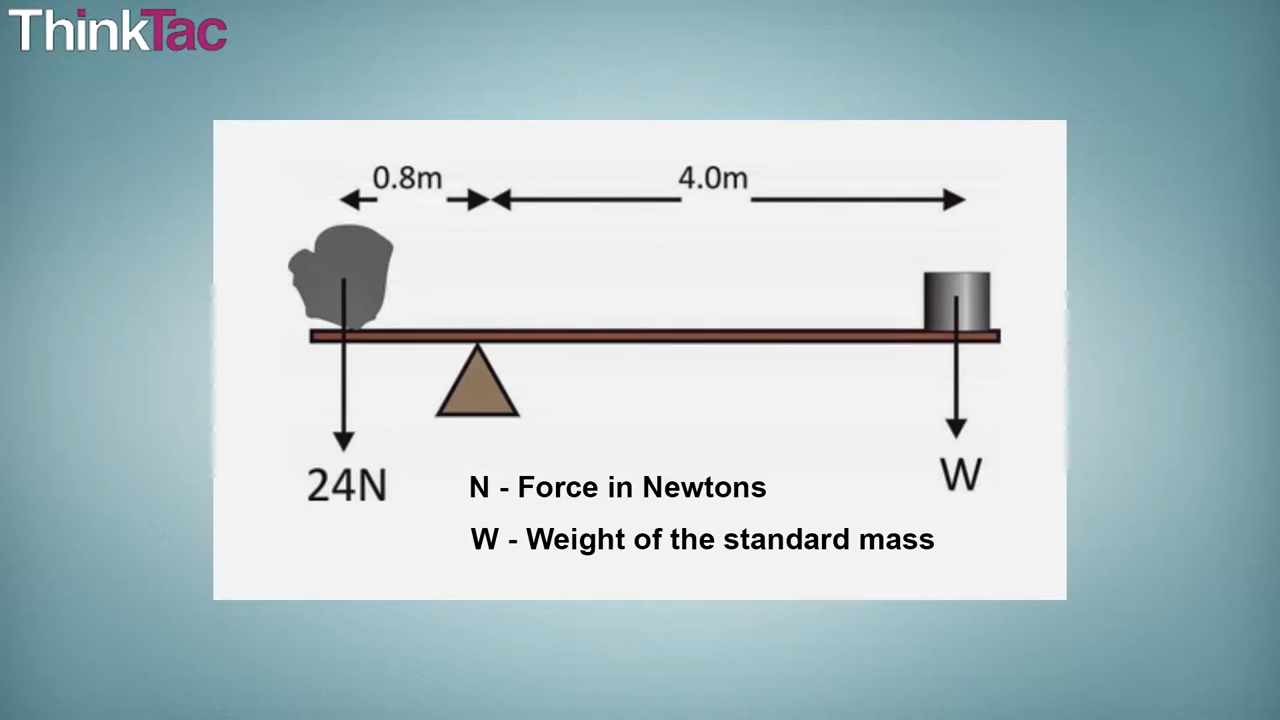 ThinkTac
0.8m
4.0m
24N
W
N - Force in Newtons
W - Weight of the standard mass